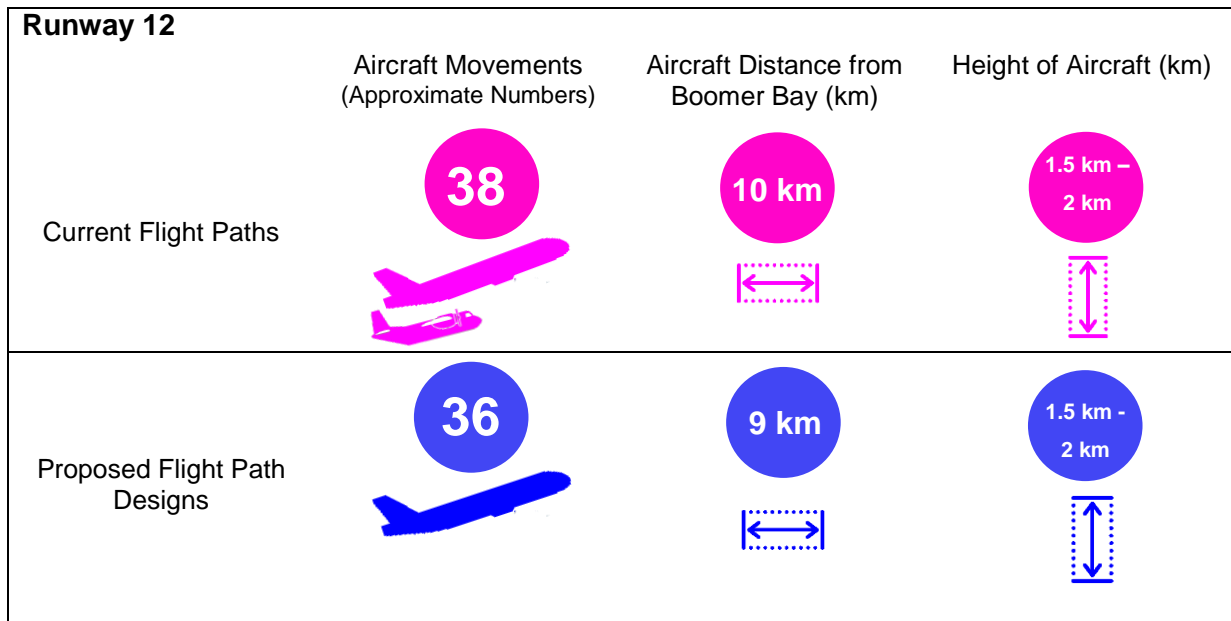 Runway 12
Aircraft Movements
(Approximate Numbers)
Aircraft Distance from
Boomer Bay (km)
Height of Aircraft (km)
Current Flight Paths
38
10 km
1.5 km –
2 km
Proposed Flight Path
Designs
36
9 km
1.5 km -
2 km